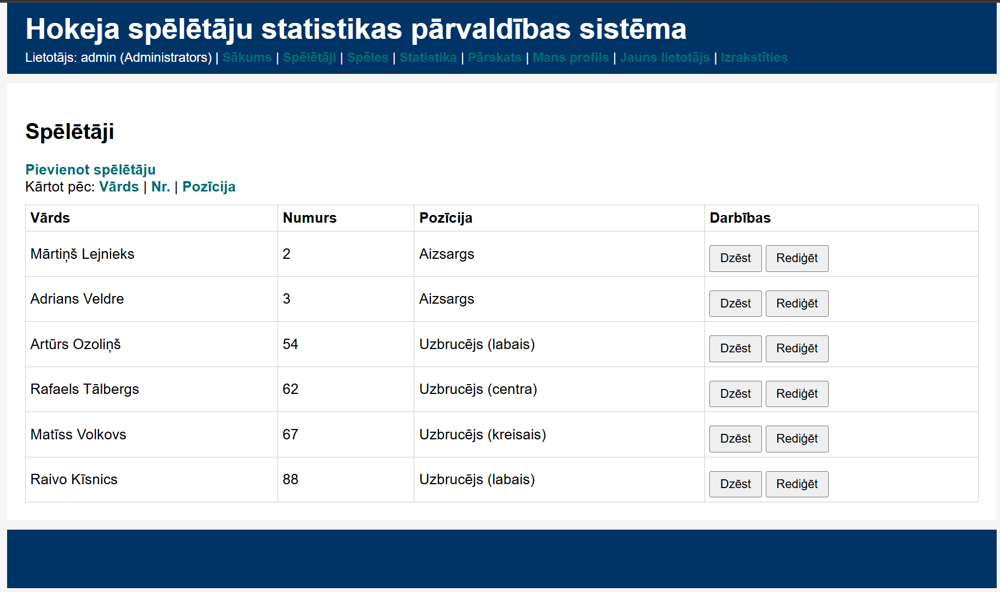 Hokeja spēlētāju statistikas pārvaldības sistēma
Lietotājs: admin (Administrators) | Sākums | Spēlētāji | Spēles | Statistika | Pārskats | Mans profils | Jauns lietotājs | Izrakstīties
Spēlētāji
Pievienot spēlētāju
Kārtot pēc: Vārds | Nr. | Pozīcija
Vārds Numurs Pozīcija Darbības
Mārtiņš Lejnieks 2 Aizsargs Dzēst Rediģēt
Adrians Veldre 3 Aizsargs Dzēst Rediģēt
Artūrs Ozoliņš 54 Uzbrucējs (labais) Dzēst Rediģēt
Rafaels Tālbergs 62 Uzbrucējs (centra) Dzēst Rediģēt
Matīss Volkovs 67 Uzbrucējs (kreisais) Dzēst Rediģēt
Raivo Kīsnics 88 Uzbrucējs (labais) Dzēst Rediģēt